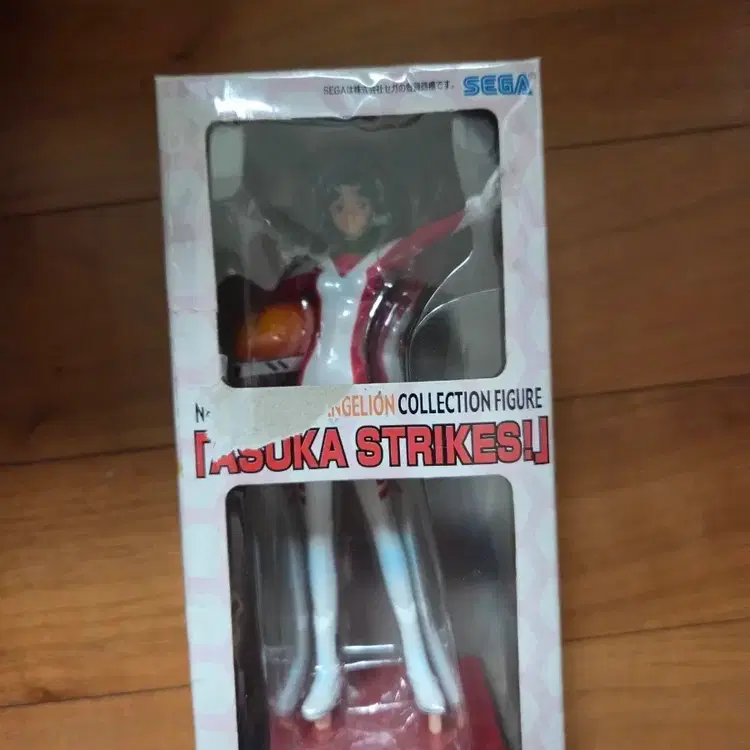 SEGAは株式会社セガの登録商標です。 SEGA
NGELION COLLECTION FIGURE
「ASUKA STRIKES!」